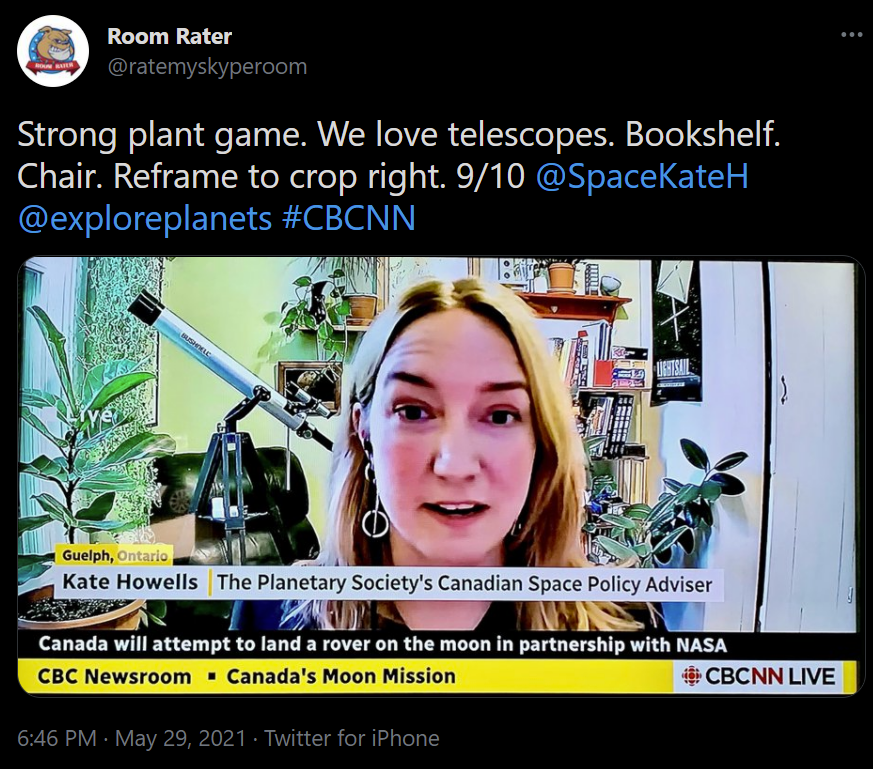 Room Rater
@ratemyskyperoom
Strong plant game. We love telescopes. Bookshelf.
Chair. Reframe to crop right. 9/10 @SpaceKateH
@exploreplanets #CBCNN
BUSHNELL
LIGHTSAIL
Guelph, Ontario
Kate Howells | The Planetary Society's Canadian Space Policy Adviser
Canada will attempt to land a rover on the moon in partnership with NASA
CBC Newsroom ▪ Canada's Moon Mission
CBCNN LIVE
6:46 PM · May 29, 2021 · Twitter for iPhone